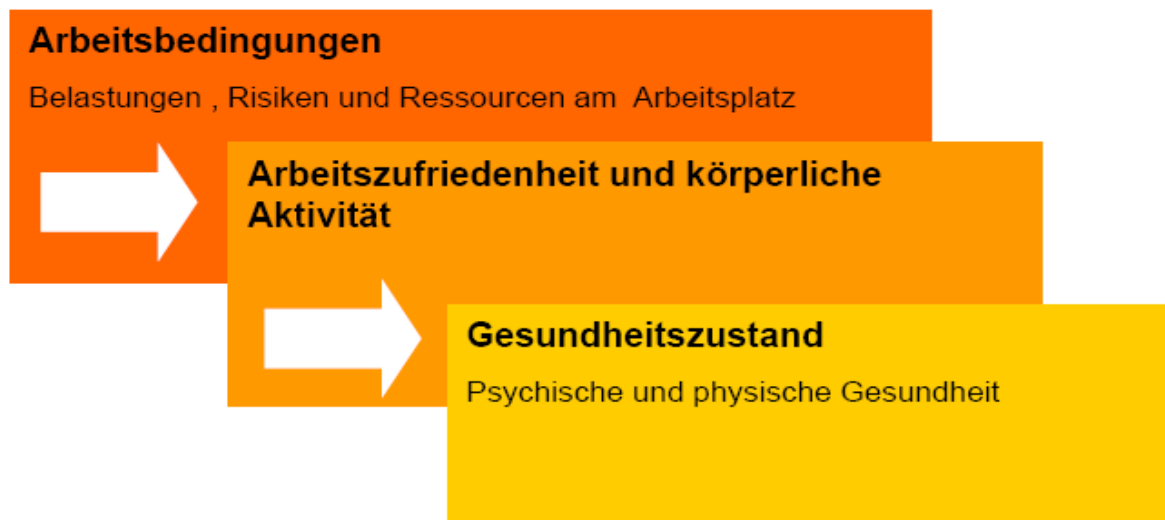 Arbeitsbedingungen
Belastungen , Risiken und Ressourcen am Arbeitsplatz
Arbeitszufriedenheit und körperliche
Aktivität
Gesundheitszustand
Psychische und physische Gesundheit